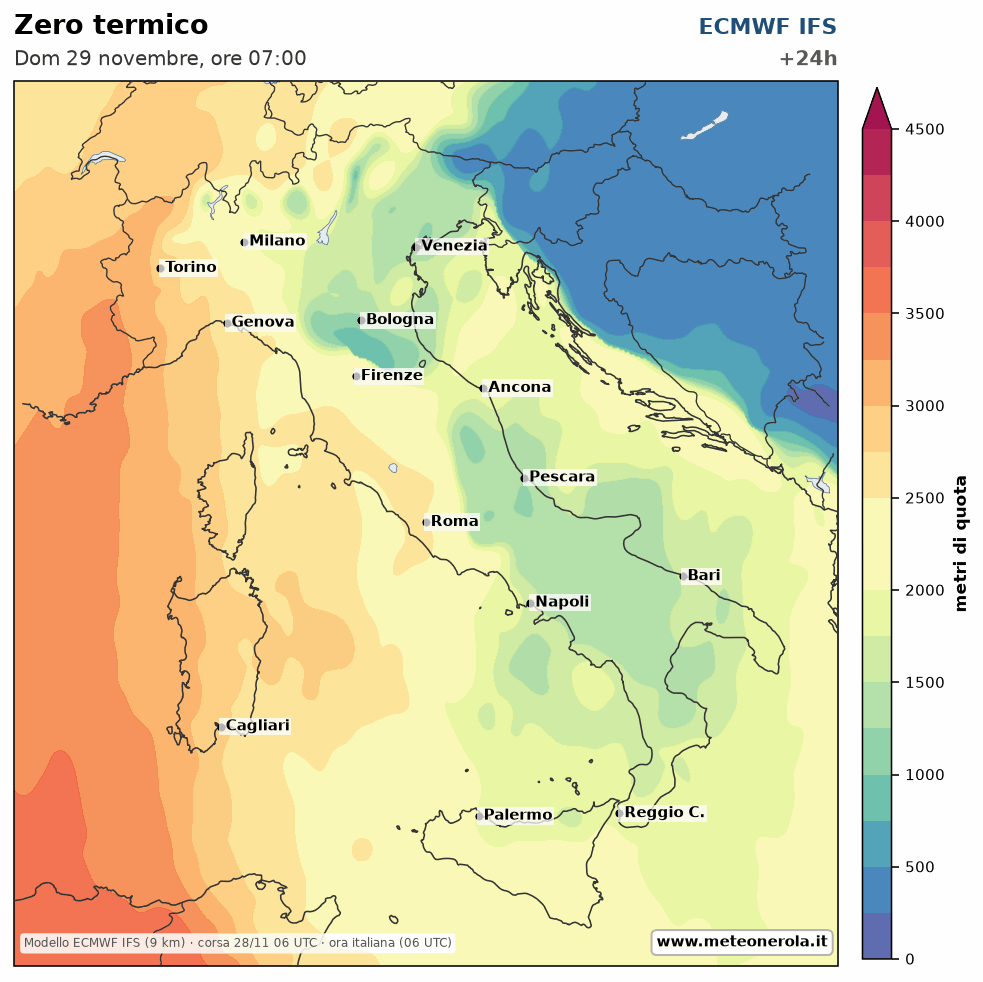 Zero termico
ECMWF IFS
Dom 29 novembre, ore 07:00
+24h
4500
4000
3500
3000
2500
2000
1500
1000
500
0
metri di quota
Milano
Venezia
Torino
Genova
Bologna
Firenze
Ancona
Pescara
Roma
Bari
Napoli
Cagliari
Palermo
Reggio C.
Modello ECMWF IFS (9 km) · corsa 28/11 06 UTC · ora italiana (06 UTC)
www.meteonerola.it